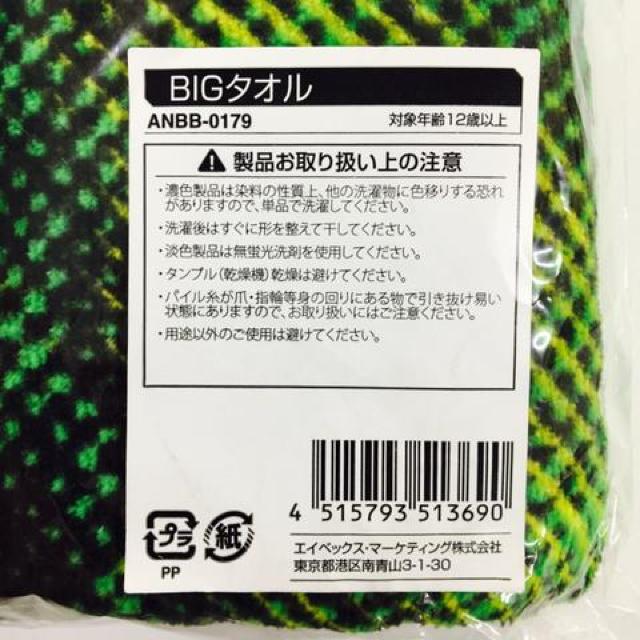 BIGタオル
ANBB-0179 対象年齢12歳以上
製品お取り扱い上の注意
・濃色製品は染料の性質上、他の洗濯物に色移りする恐れ
がありますので、単品で洗濯してください。
・洗濯後はすぐに形を整えて干してください。
・淡色製品は無蛍光洗剤を使用してください。
・タンブル(乾燥機)乾燥は避けてください。
・パイル糸が爪・指輪等身の回りにある物で引き抜け易い
状態にありますので、お取り扱いにはご注意ください。
・用途以外のご使用は避けてください。
4 515793 513690
プラ 紙
PP
エイベックス・マーケティング株式会社
東京都港区南青山3-1-30